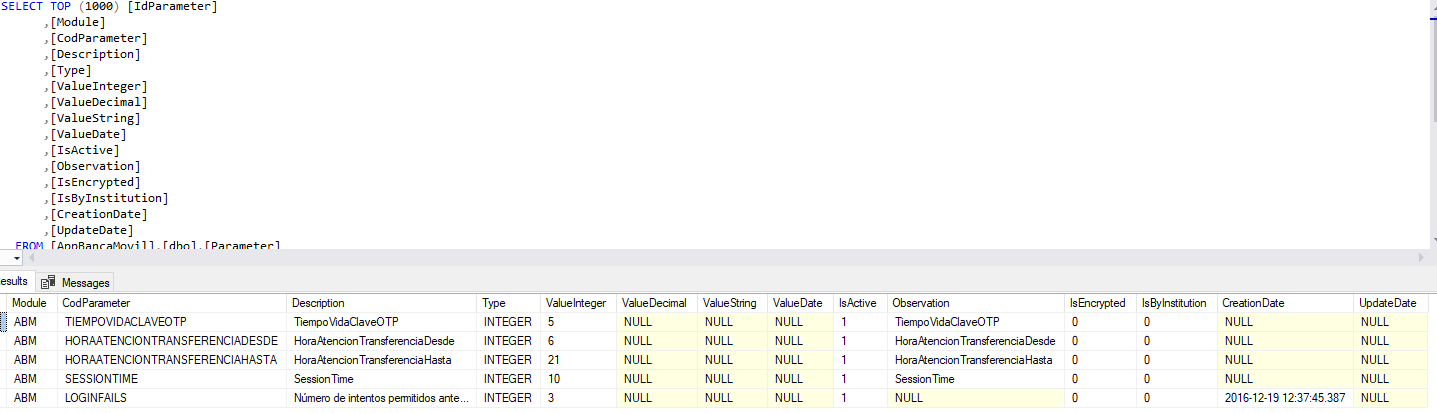 SELECT TOP (1000) [IdParameter]
,[Module]
,[CodParameter]
,[Description]
,[Type]
,[ValueInteger]
,[ValueDecimal]
,[ValueString]
,[ValueDate]
,[IsActive]
,[Observation]
,[IsEncrypted]
,[IsByInstitution]
,[CreationDate]
,[UpdateDate]
FROM [AppBancaMovil].[dbo].[Parameter]
esults Messages
Module CodParameter Description Type ValueInteger ValueDecimal ValueString ValueDate IsActive Observation IsEncrypted IsByInstitution CreationDate UpdateDate
ABM TIEMPOVIDACLAVEOTP TiempoVidaClaveOTP INTEGER 5 NULL NULL NULL 1 TiempoVidaClaveOTP 0 0 NULL NULL
ABM HORAATENCIONTRANSFERENCIADESDE HoraAtencionTransferenciaDesde INTEGER 6 NULL NULL NULL 1 HoraAtencionTransferenciaDesde 0 0 NULL NULL
ABM HORAATENCIONTRANSFERENCIAHASTA HoraAtencionTransferenciaHasta INTEGER 21 NULL NULL NULL 1 HoraAtencionTransferenciaHasta 0 0 NULL NULL
ABM SESSIONTIME SessionTime INTEGER 10 NULL NULL NULL 1 SessionTime 0 0 NULL NULL
ABM LOGINFAILS Número de intentos permitidos ante... INTEGER 3 NULL NULL NULL 1 NULL 0 0 2016-12-19 12:37:45.387 NULL